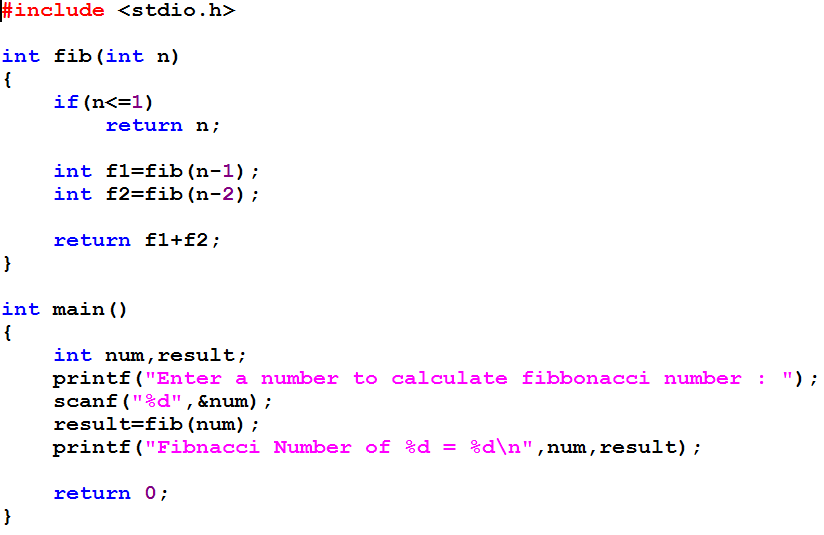 #include <stdio.h>

int fib(int n)
{
    if(n<=1)
        return n;

    int f1=fib(n-1);
    int f2=fib(n-2);

    return f1+f2;
}

int main()
{
    int num,result;
    printf("Enter a number to calculate fibbonacci number : ");
    scanf("%d",&num);
    result=fib(num);
    printf("Fibnacci Number of %d = %d\n",num,result);

    return 0;
}